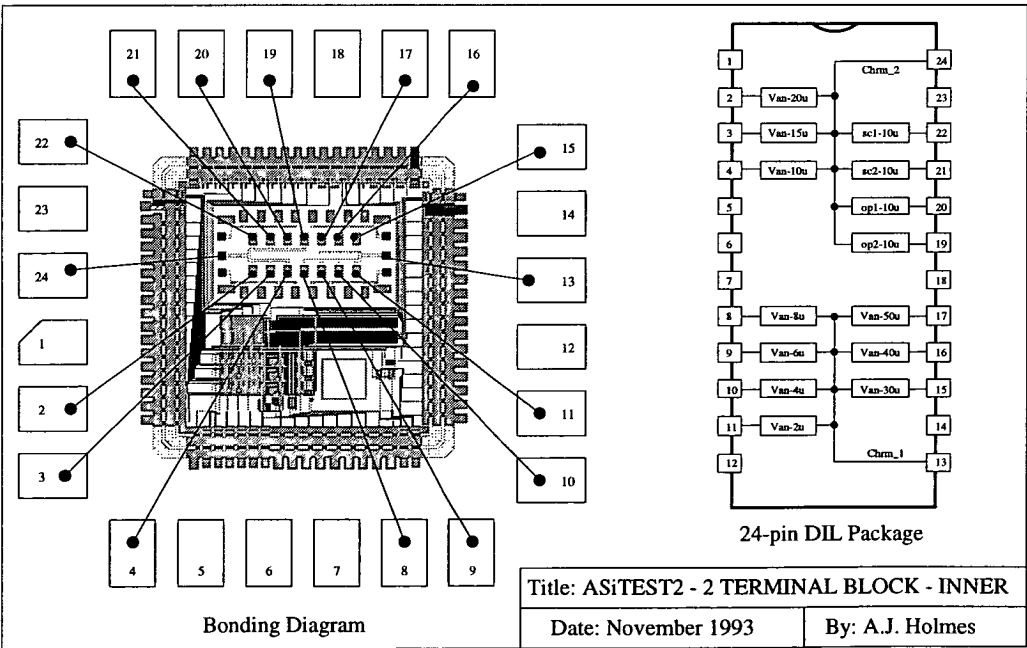 21 20 19 18 17 16
22 15
23 14
24 13
1 12
2 11
3 10
4 5 6 7 8 9
Bonding Diagram
1 Chrm_2 24
2 Van-20u 23
3 Van-15u sc1-10u 22
4 Van-10u sc2-10u 21
5 op1-10u 20
6 op2-10u 19
7 18
8 Van-8u Van-50u 17
9 Van-6u Van-40u 16
10 Van-4u Van-30u 15
11 Van-2u 14
12 Chrm_1 13
24-pin DIL Package
Title: ASiTEST2 - 2 TERMINAL BLOCK - INNER
Date: November 1993 By: A.J. Holmes